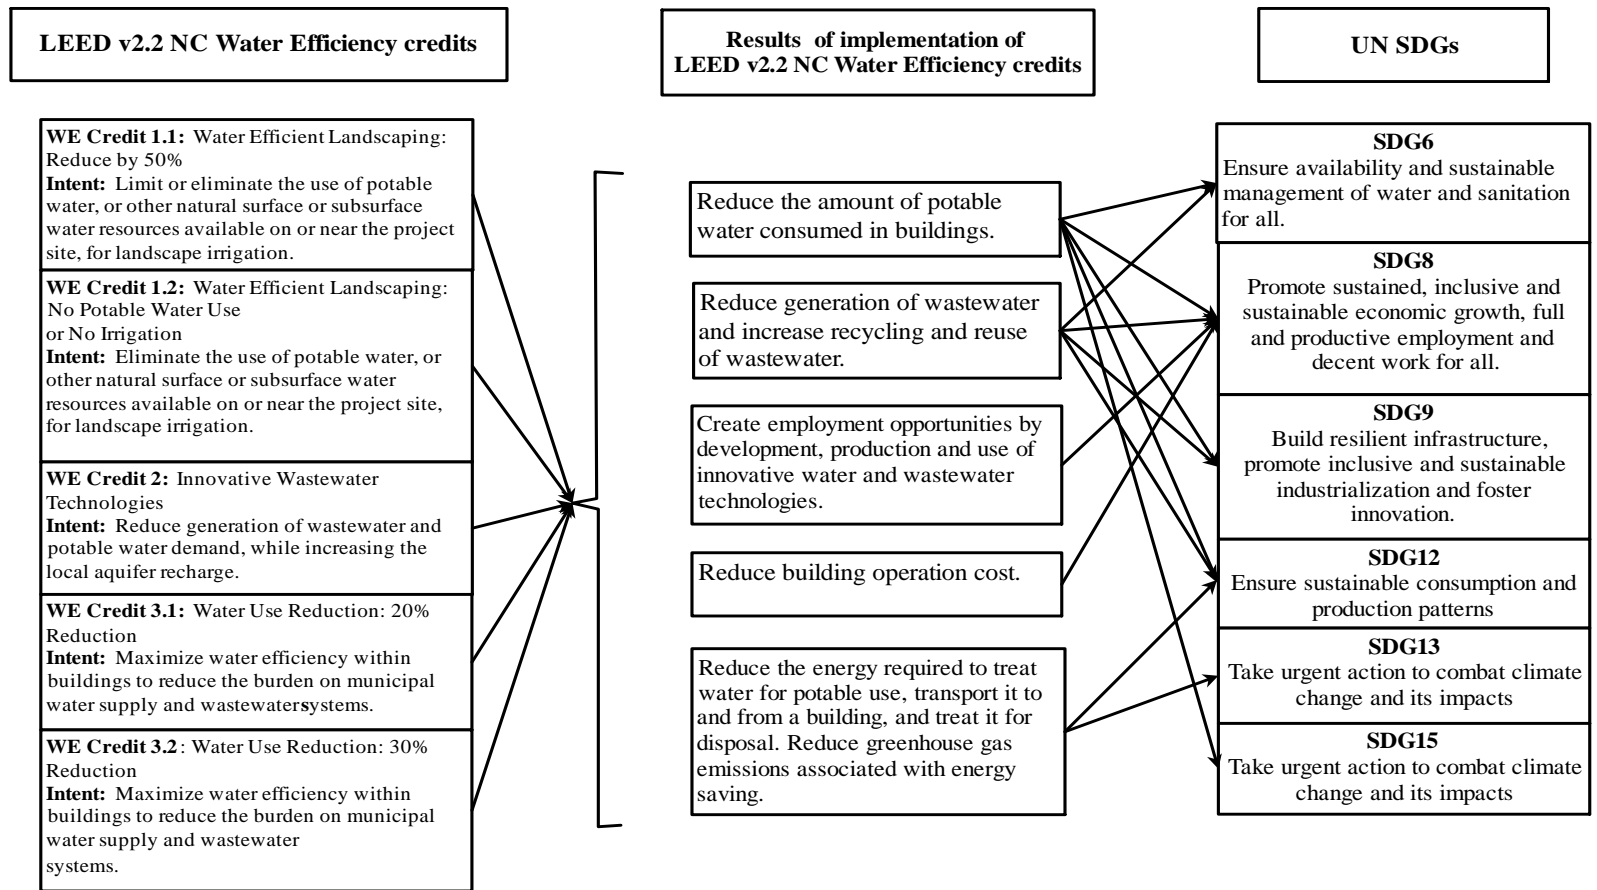 LEED v2.2 NC Water Efficiency credits
WE Credit 1.1: Water Efficient Landscaping:
Reduce by 50%
Intent: Limit or eliminate the use of potable
water, or other natural surface or subsurface
water resources available on or near the project
site, for landscape irrigation.
WE Credit 1.2: Water Efficient Landscaping:
No Potable Water Use
or No Irrigation
Intent: Eliminate the use of potable water, or
other natural surface or subsurface water
resources available on or near the project site,
for landscape irrigation.
WE Credit 2: Innovative Wastewater
Technologies
Intent: Reduce generation of wastewater and
potable water demand, while increasing the
local aquifer recharge.
WE Credit 3.1: Water Use Reduction: 20%
Reduction
Intent: Maximize water efficiency within
buildings to reduce the burden on municipal
water supply and wastewatersystems.
WE Credit 3.2: Water Use Reduction: 30%
Reduction
Intent: Maximize water efficiency within
buildings to reduce the burden on municipal
water supply and wastewater
systems.
Results of implementation of
LEED v2.2 NC Water Efficiency credits
Reduce the amount of potable
water consumed in buildings.
Reduce generation of wastewater
and increase recycling and reuse
of wastewater.
Create employment opportunities by
development, production and use of
innovative water and wastewater
technologies.
Reduce building operation cost.
Reduce the energy required to treat
water for potable use, transport it to
and from a building, and treat it for
disposal. Reduce greenhouse gas
emissions associated with energy
saving.
UN SDGs
SDG6
Ensure availability and sustainable
management of water and sanitation
for all.
SDG8
Promote sustained, inclusive and
sustainable economic growth, full
and productive employment and
decent work for all.
SDG9
Build resilient infrastructure,
promote inclusive and sustainable
industrialization and foster
innovation.
SDG12
Ensure sustainable consumption and
production patterns
SDG13
Take urgent action to combat climate
change and its impacts
SDG15
Take urgent action to combat climate
change and its impacts